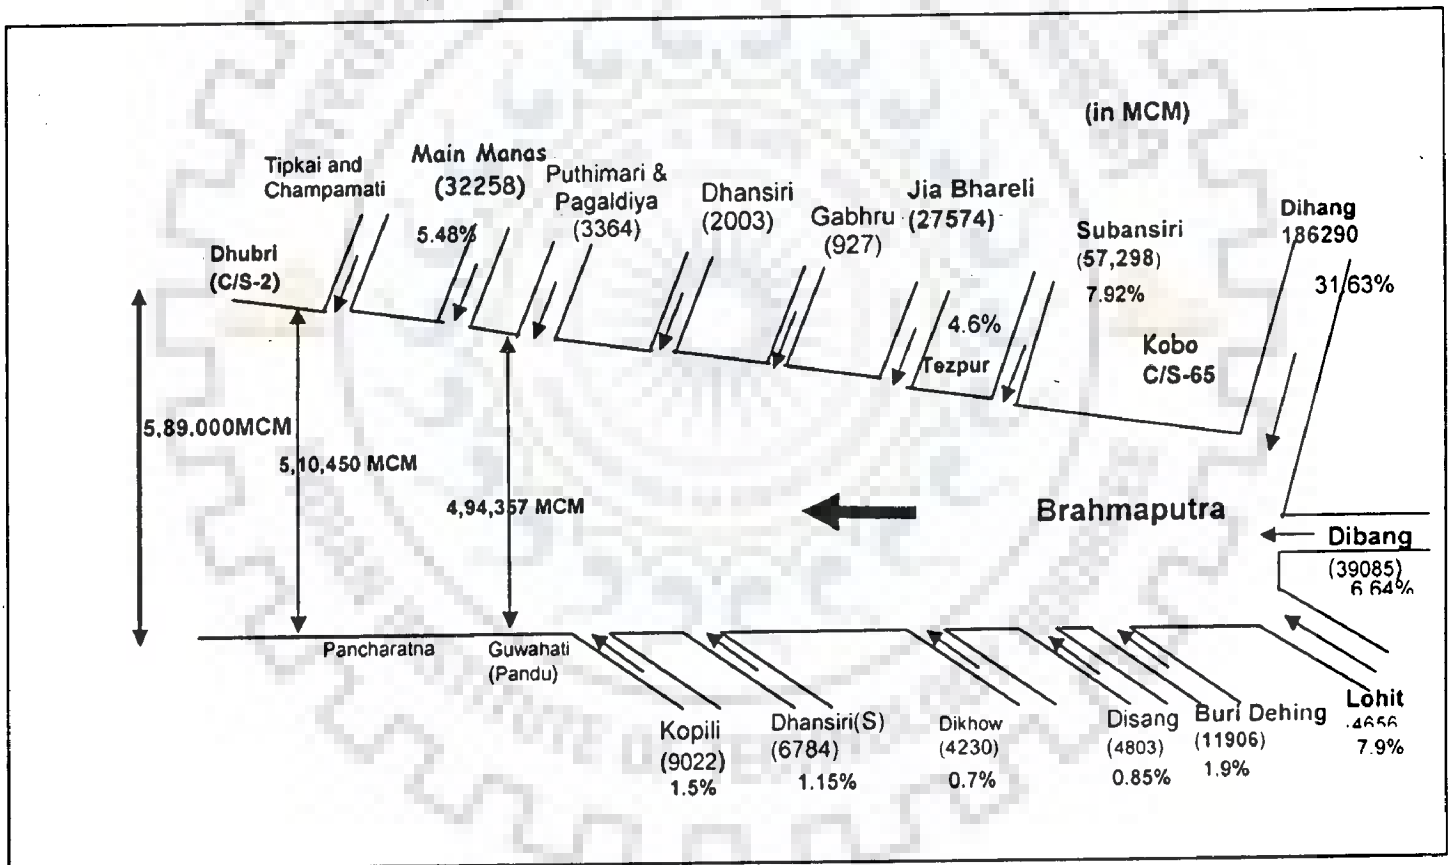 (in MCM)
Tipkai and
Champamati
Main Manas
(32258)
5.48%
Puthimari &
Pagaldiya
(3364)
Dhansiri
(2003)
Gabhru
(927)
Jia Bhareli
(27574)
4.6%
Tezpur
Subansiri
(57,298)
7.92%
Dihang
186290
31.63%
Dhubri
(C/S-2)
Kobo
C/S-65
5,89.000MCM
5,10,450 MCM
4,94,357 MCM
Brahmaputra
Dibang
(39085)
6.64%
Pancharatna
Guwahati
(Pandu)
Kopili
(9022)
1.5%
Dhansiri(S)
(6784)
1.15%
Dikhow
(4230)
0.7%
Disang
(4803)
0.85%
Buri Dehing
(11906)
1.9%
Lohit
7.9%